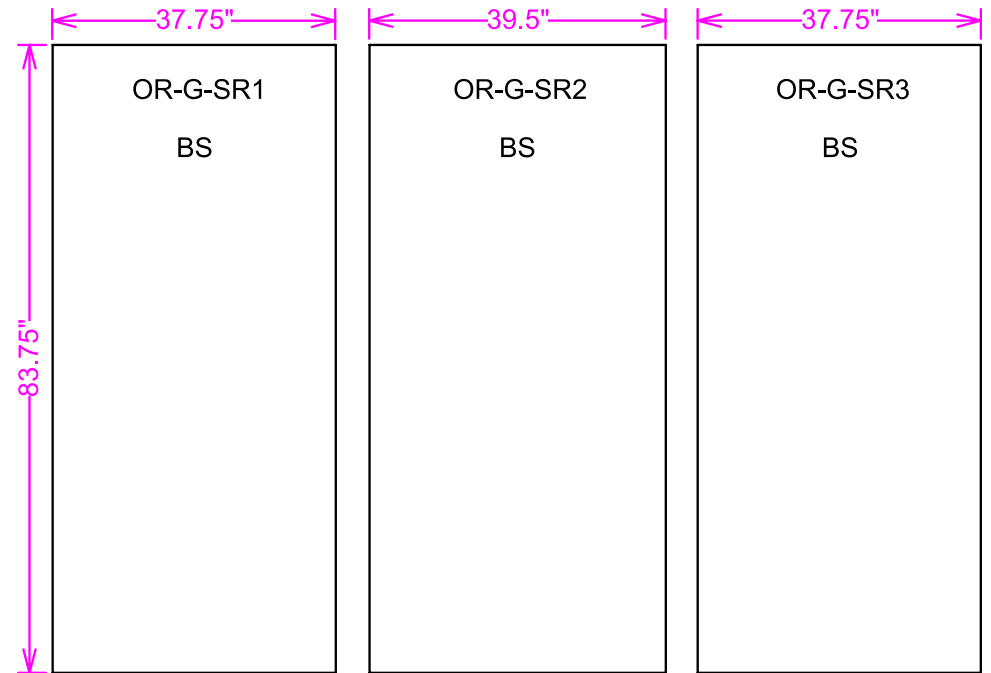 37.75" 39.5" 37.75"
OR-G-SR1 OR-G-SR2 OR-G-SR3
BS BS BS
83.75"